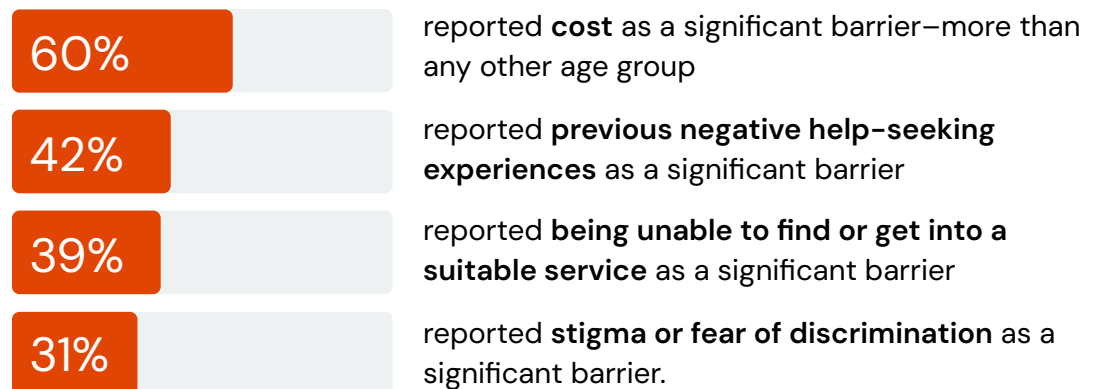 60%
reported cost as a significant barrier–more than
any other age group
42%
reported previous negative help-seeking
experiences as a significant barrier
39%
reported being unable to find or get into a
suitable service as a significant barrier
31%
reported stigma or fear of discrimination as a
significant barrier.